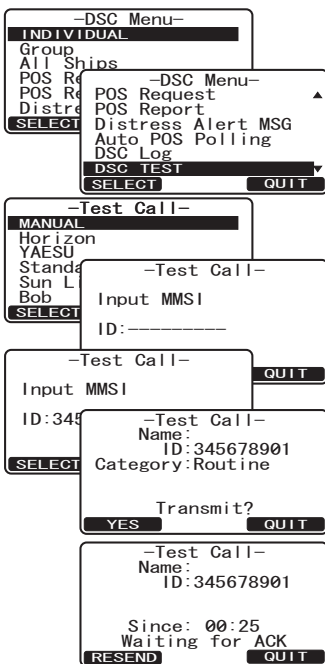 -DSC Menu-
INDIVIDUAL
Group
All Ships
POS Re
POS Re
Distre
SELECT
-DSC Menu-
POS Request
POS Report
Distress Alert MSG
Auto POS Polling
DSC Log
DSC TEST
SELECT QUIT
-Test Call-
MANUAL
Horizon
YAESU
Standa
Sun Li
Bob
SELECT
-Test Call-
Input MMSI
ID:---------
QUIT
-Test Call-
Input MMSI
ID:345
SELECT
-Test Call-
Name:
ID:345678901
Category:Routine
Transmit?
YES QUIT
-Test Call-
Name:
ID:345678901
Since: 00:25
Waiting for ACK
RESEND QUIT